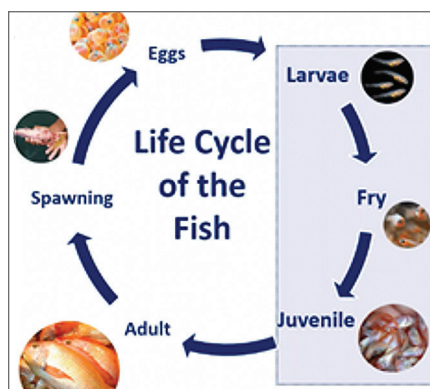 Eggs
Larvae
Life Cycle
of the
Fish
Spawning
Fry
Adult
Juvenile